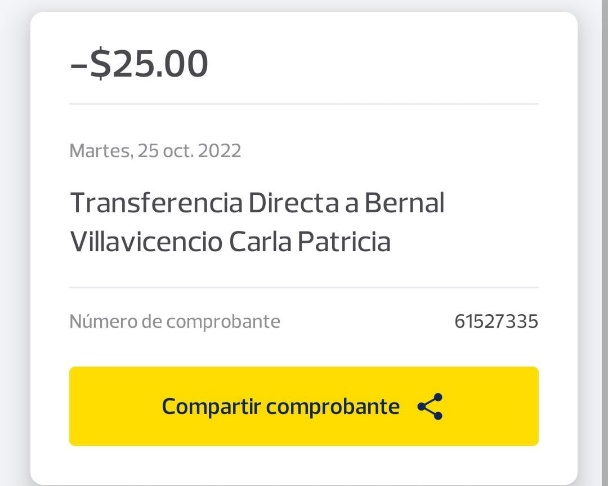 –$25.00
Martes, 25 oct. 2022
Transferencia Directa a Bernal
Villavicencio Carla Patricia
Número de comprobante 61527335
Compartir comprobante